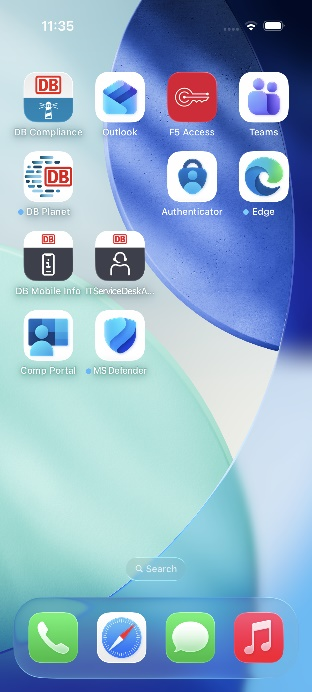 11:35
DB
DB Compliance
Outlook
F5 Access
Teams
DB
DB Planet
Authenticator
Edge
DB
DB
DB Mobile Info
ITServiceDeskA...
Comp Portal
MS Defender
Search